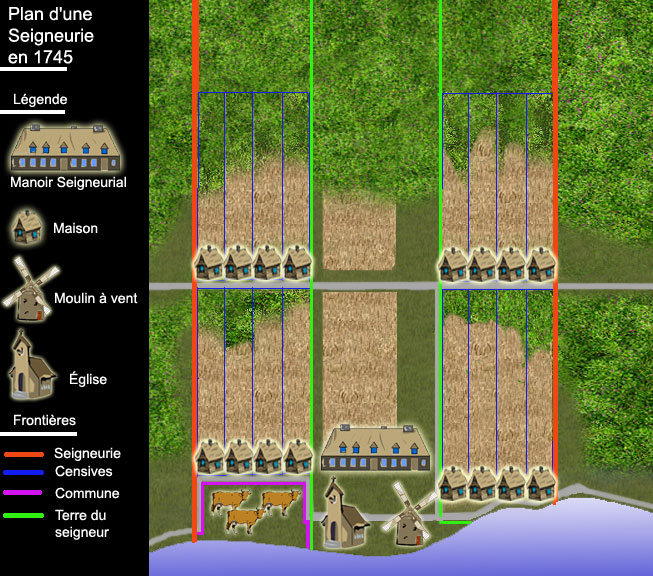 Plan d'une
Seigneurie
en 1745
Légende
Manoir Seigneurial
Maison
Moulin à vent
Église
Frontières
Seigneurie
Censives
Commune
Terre du
seigneur